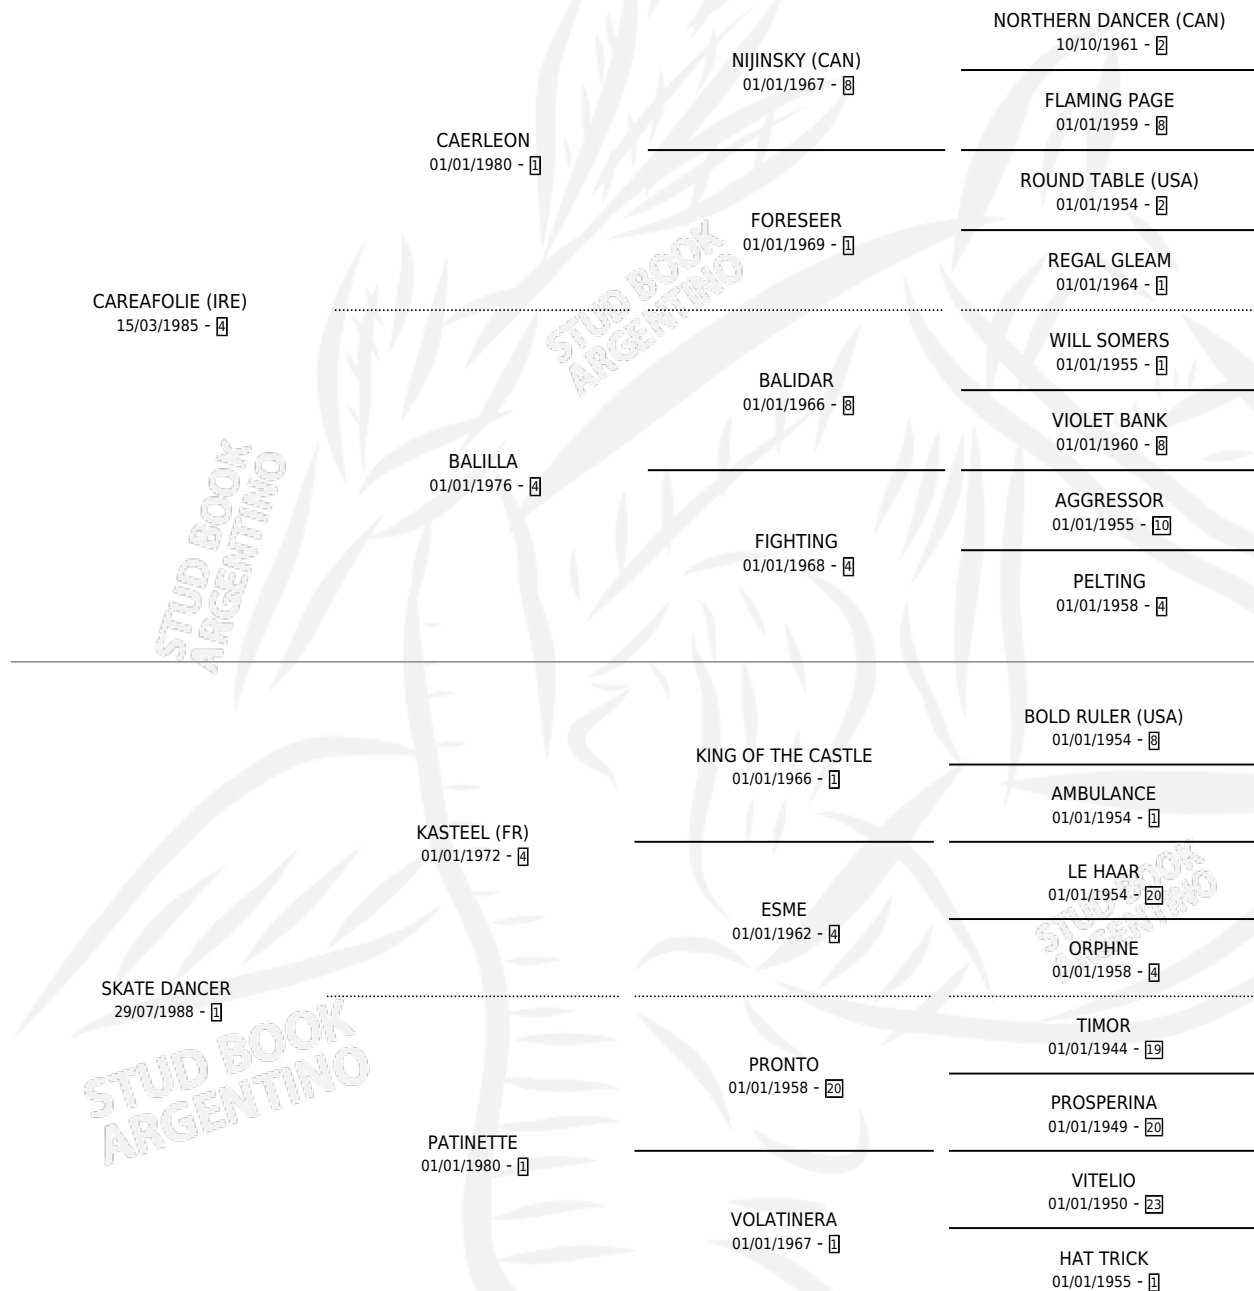 NORTHERN DANCER (CAN)
10/10/1961 - 2
NIJINSKY (CAN)
01/01/1967 - 8
FLAMING PAGE
01/01/1959 - 8
CAERLEON
01/01/1980 - 1
ROUND TABLE (USA)
01/01/1954 - 2
FORESEER
01/01/1969 - 1
REGAL GLEAM
01/01/1964 - 1
CAREAFOLIE (IRE)
15/03/1985 - 4
WILL SOMERS
01/01/1955 - 1
BALIDAR
01/01/1966 - 8
VIOLET BANK
01/01/1960 - 8
BALILLA
01/01/1976 - 4
AGGRESSOR
01/01/1955 - 10
FIGHTING
01/01/1968 - 4
PELTING
01/01/1958 - 4
BOLD RULER (USA)
01/01/1954 - 8
KING OF THE CASTLE
01/01/1966 - 1
AMBULANCE
01/01/1954 - 1
KASTEEL (FR)
01/01/1972 - 4
LE HAAR
01/01/1954 - 20
ESME
01/01/1962 - 4
ORPHNE
01/01/1958 - 4
SKATE DANCER
29/07/1988 - 1
TIMOR
01/01/1944 - 19
PRONTO
01/01/1958 - 20
PROSPERINA
01/01/1949 - 20
PATINETTE
01/01/1980 - 1
VITELIO
01/01/1950 - 23
VOLATINERA
01/01/1967 - 1
HAT TRICK
01/01/1955 - 1
STUD BOOK
ARGENTINO
STUD BOOK
ARGENTINO
STUD BOOK
ARGENTINO
STUD BOOK
ARGENTINO